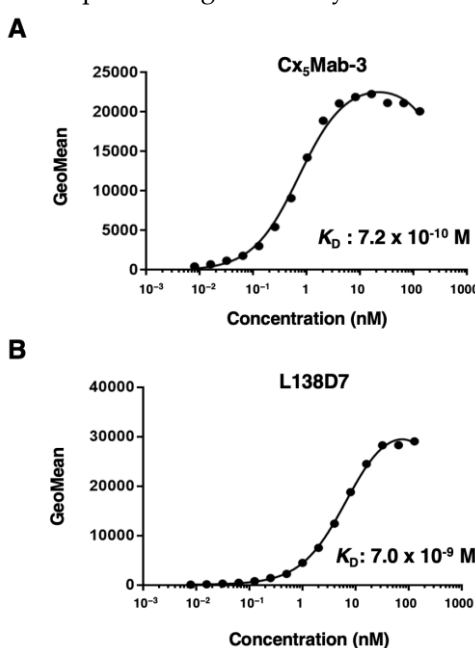 A
Cx₅Mab-3
25000
20000
15000
10000
5000
0
GeoMean
K_D : 7.2 x 10⁻¹⁰ M
10⁻³ 10⁻² 10⁻¹ 1 10 100 1000
Concentration (nM)
B
L138D7
40000
30000
20000
10000
0
GeoMean
K_D: 7.0 x 10⁻⁹ M
10⁻³ 10⁻² 10⁻¹ 1 10 100 1000
Concentration (nM)